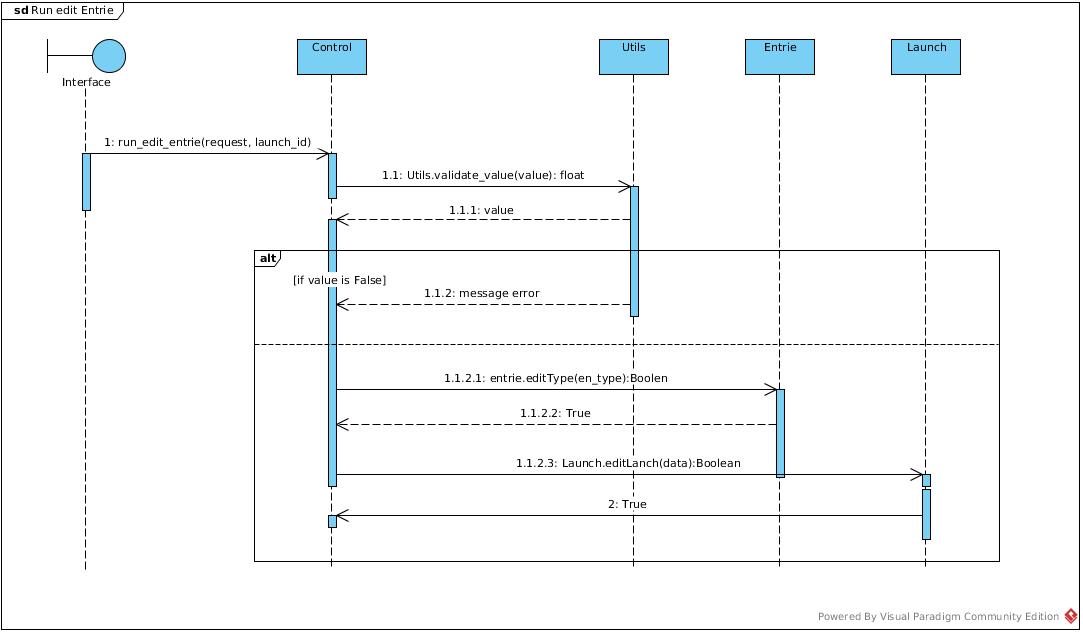 sd Run edit Entrie
Interface
Control
Utils
Entrie
Launch
1: run_edit_entrie(request, launch_id)
1.1: Utils.validate_value(value): float
1.1.1: value
alt
[if value is False]
1.1.2: message error
1.1.2.1: entrie.editType(en_type):Boolen
1.1.2.2: True
1.1.2.3: Launch.editLanch(data):Boolean
2: True
Powered By Visual Paradigm Community Edition